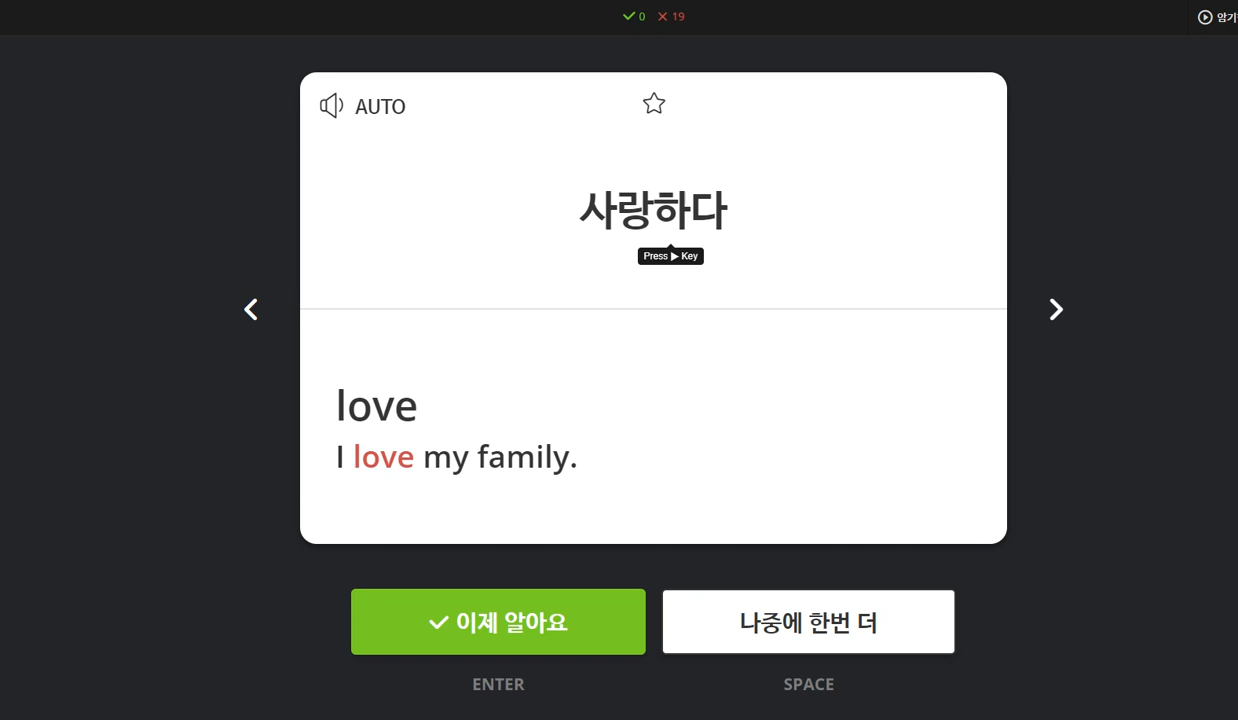 0 19
암기
AUTO
사랑하다
Press ▶ Key
love
I love my family.
이제 알아요
나중에 한번 더
ENTER
SPACE